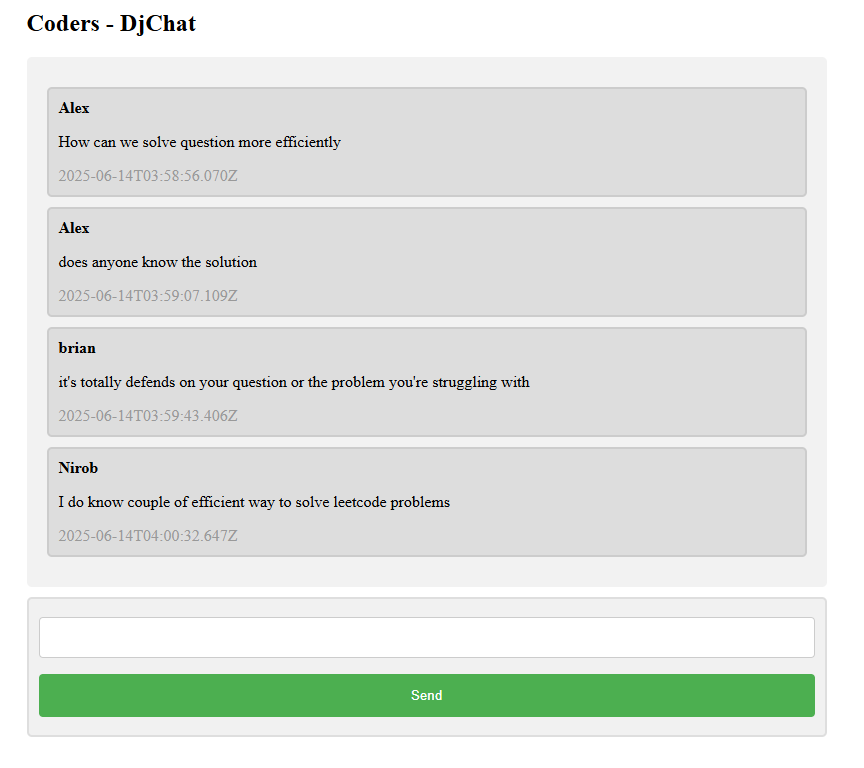 Coders - DjChat
Alex
How can we solve question more efficiently
2025-06-14T03:58:56.070Z
Alex
does anyone know the solution
2025-06-14T03:59:07.109Z
brian
it's totally defends on your question or the problem you're struggling with
2025-06-14T03:59:43.406Z
Nirob
I do know couple of efficient way to solve leetcode problems
2025-06-14T04:00:32.647Z
Send